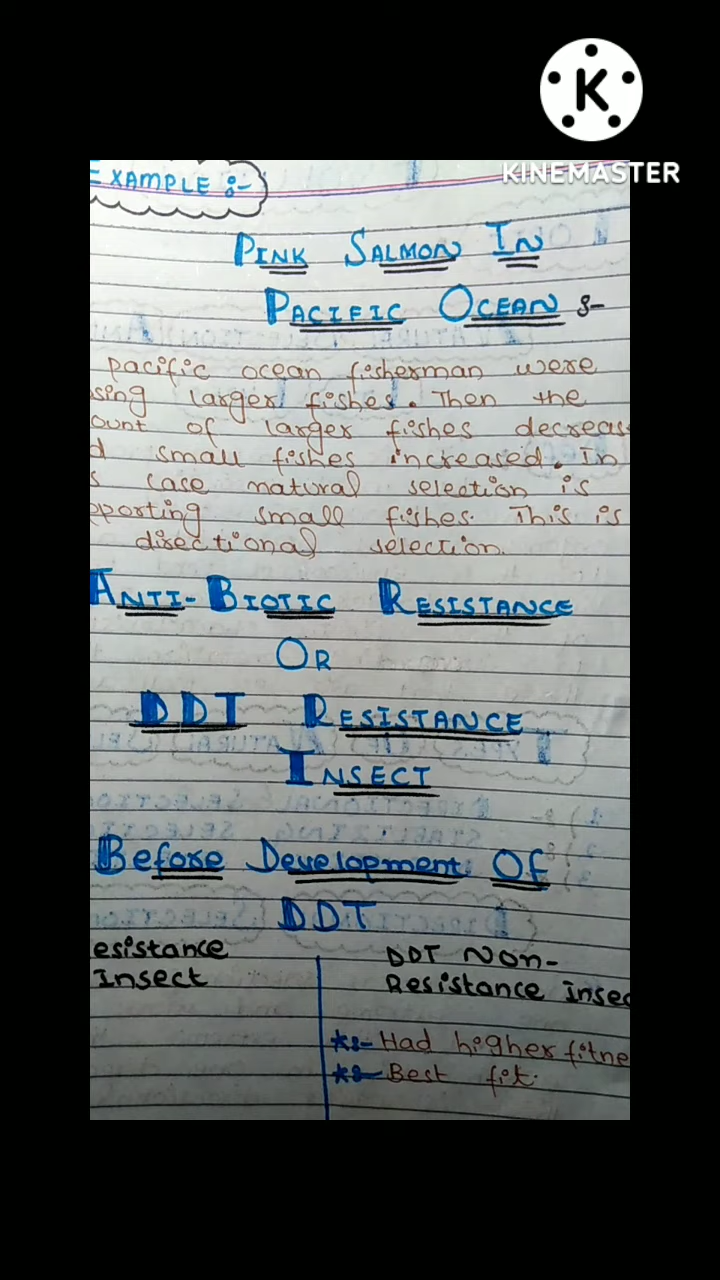 K
KINEMASTER
EXAMPLE :-
PINK SALMON IN
PACIFIC OCEAN :-
pacific ocean fisherman were
sing larger fishes. Then the
ount of larger fishes decreas
d small fishes increased. In
s case natural selection is
pporting small fishes. This is
directional selection.
ANTI-BIOTIC RESISTANCE
OR
DDT RESISTANCE
INSECT
Before Development Of
DDT
esistance
Insect
DDT Non-
Resistance Insec
*:- Had higher fitne
*:- Best fit.